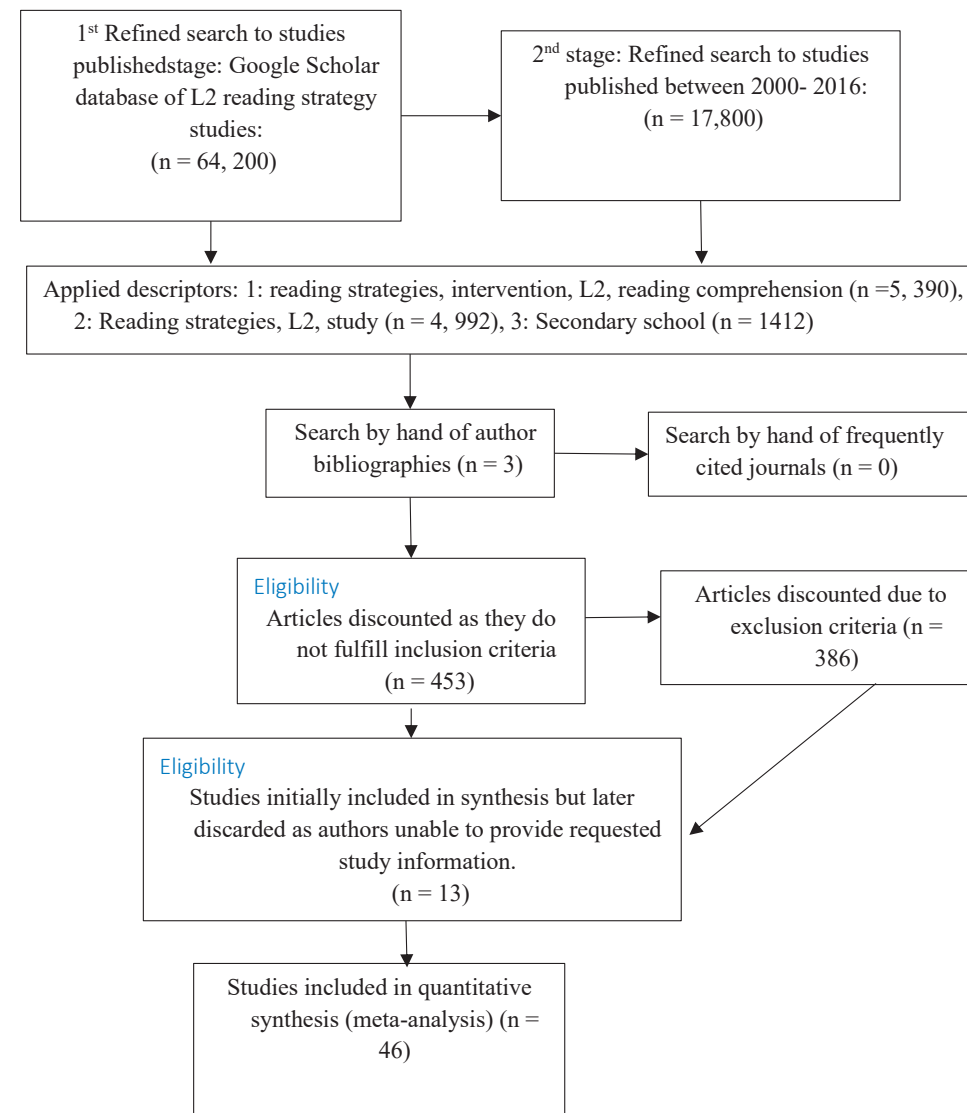 1st Refined search to studies
publishedstage: Google Scholar
database of L2 reading strategy
studies:
(n = 64, 200)
2nd stage: Refined search to studies
published between 2000- 2016:
(n = 17,800)
Applied descriptors: 1: reading strategies, intervention, L2, reading comprehension (n =5, 390),
2: Reading strategies, L2, study (n = 4, 992), 3: Secondary school (n = 1412)
Search by hand of author
bibliographies (n = 3)
Search by hand of frequently
cited journals (n = 0)
Eligibility
Articles discounted as they do
not fulfill inclusion criteria
(n = 453)
Articles discounted due to
exclusion criteria (n =
386)
Eligibility
Studies initially included in synthesis but later
discarded as authors unable to provide requested
study information.
(n = 13)
Studies included in quantitative
synthesis (meta-analysis) (n =
46)